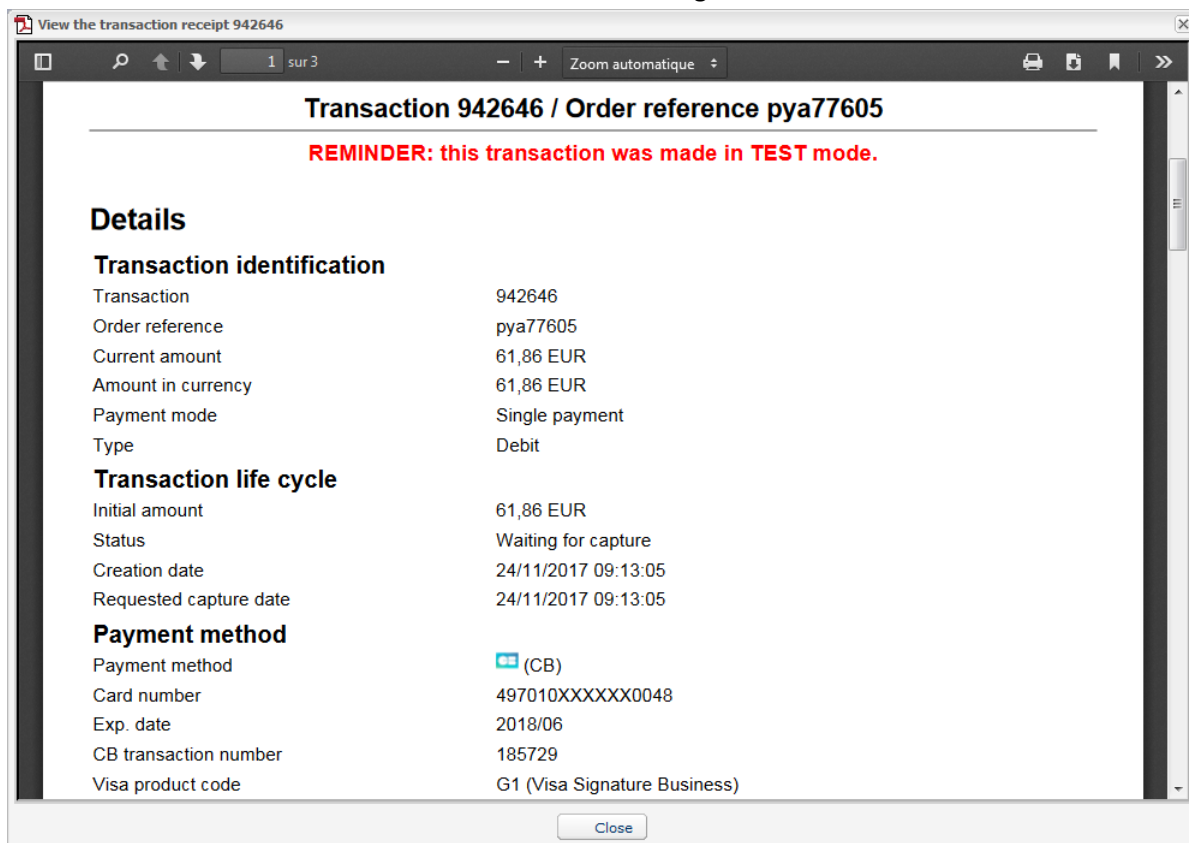 View the transaction receipt 942646
1 sur 3 Zoom automatique
Transaction 942646 / Order reference pya77605
REMINDER: this transaction was made in TEST mode.
Details
Transaction identification
Transaction 942646
Order reference pya77605
Current amount 61,86 EUR
Amount in currency 61,86 EUR
Payment mode Single payment
Type Debit
Transaction life cycle
Initial amount 61,86 EUR
Status Waiting for capture
Creation date 24/11/2017 09:13:05
Requested capture date 24/11/2017 09:13:05
Payment method
Payment method (CB)
Card number 497010XXXXXX0048
Exp. date 2018/06
CB transaction number 185729
Visa product code G1 (Visa Signature Business)
Close